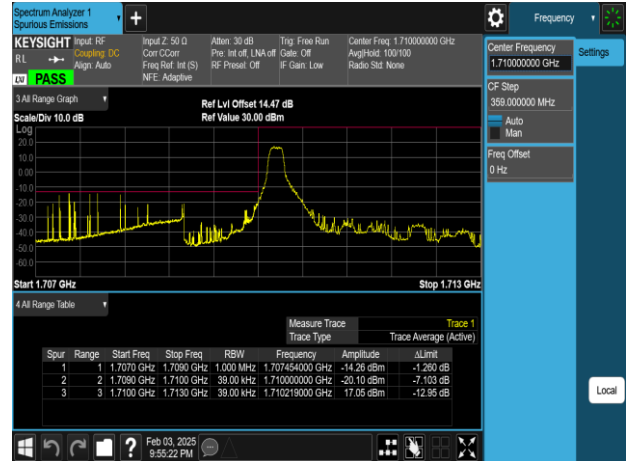 Spectrum Analyzer 1
Spurious Emissions
Frequency
KEYSIGHT
RL
LXI
PASS
Input: RF
Coupling: DC
Align: Auto
Input Z: 50 Ω
Corr CCorr
Freq Ref: Int (S)
NFE: Adaptive
Atten: 30 dB
Pre: Int off, LNA off
RF Preset: Off
Trig: Free Run
Gate: Off
IF Gain: Low
Center Freq: 1.710000000 GHz
Avg|Hold: 100/100
Radio Std: None
Center Frequency
1.710000000 GHz
Settings
CF Step
359.000000 MHz
Auto
Man
Freq Offset
0 Hz
Local
3 All Range Graph
Scale/Div 10.0 dB
Ref Lvl Offset 14.47 dB
Ref Value 30.00 dBm
Log
20.0
10.0
0.00
-10.0
-20.0
-30.0
-40.0
-50.0
-60.0
Start 1.707 GHz
Stop 1.713 GHz
4 All Range Table
Measure Trace Trace 1
Trace Type Trace Average (Active)
Spur Range Start Freq Stop Freq RBW Frequency Amplitude ΔLimit
1 1 1.7070 GHz 1.7090 GHz 1.000 MHz 1.707454000 GHz -14.26 dBm -1.260 dB
2 2 1.7090 GHz 1.7100 GHz 39.00 kHz 1.710000000 GHz -20.10 dBm -7.103 dB
3 3 1.7100 GHz 1.7130 GHz 39.00 kHz 1.710219000 GHz 17.05 dBm -12.95 dB
?
Feb 03, 2025
9:55:22 PM